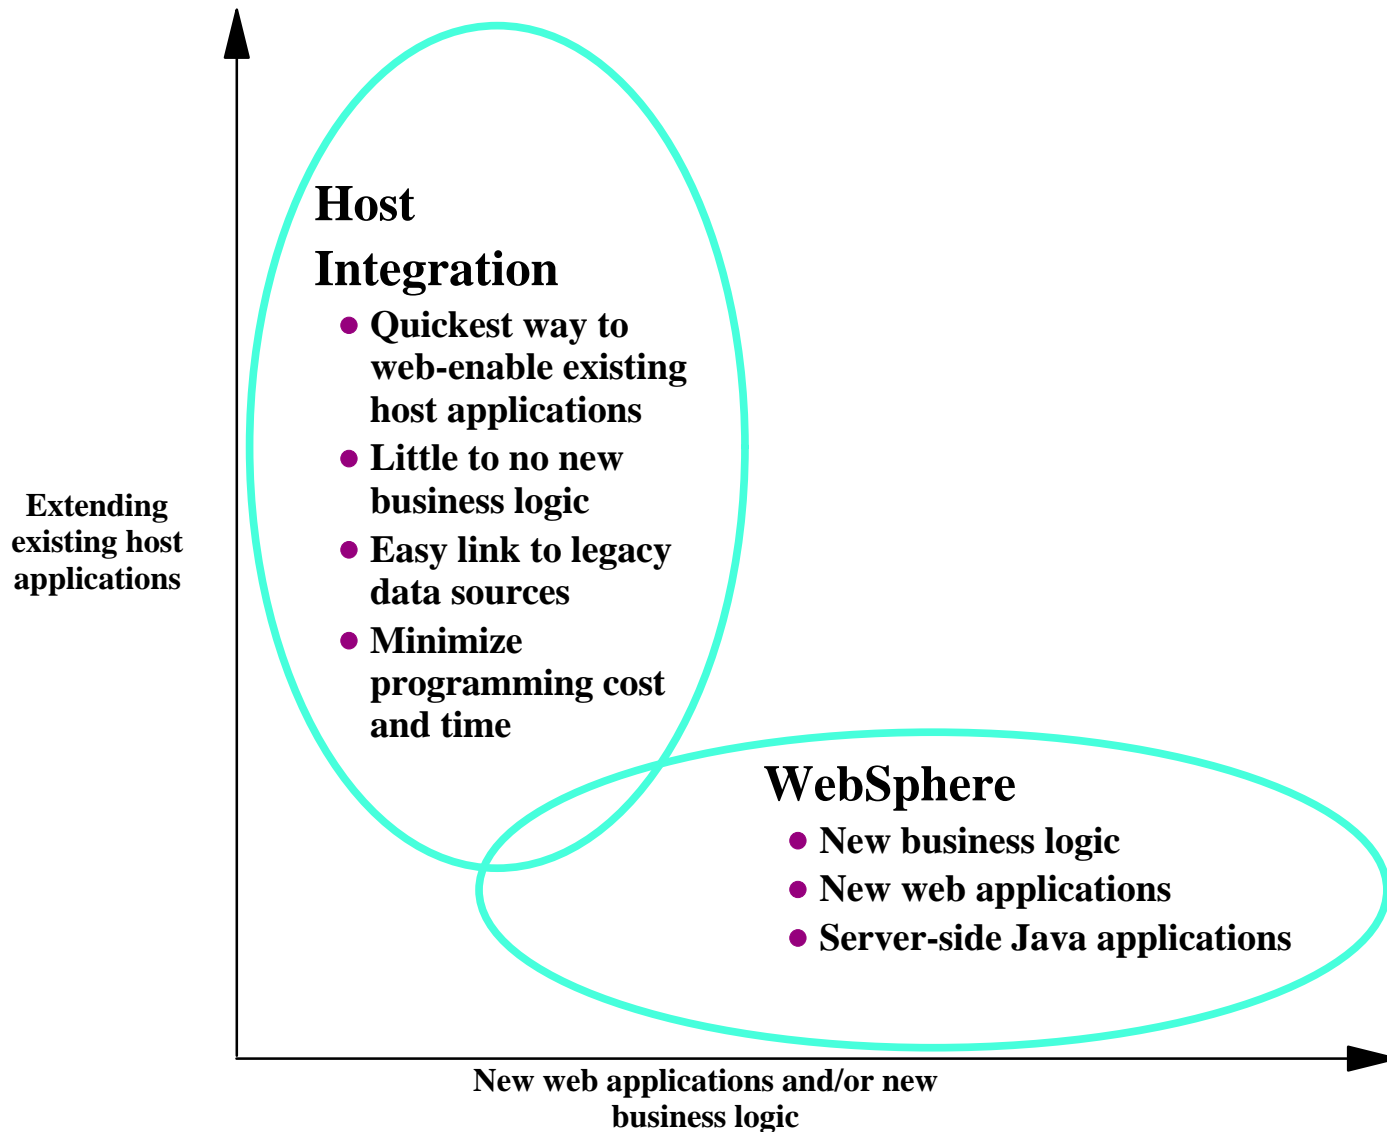 Host
Integration
Quickest way to
web-enable existing
host applications
Little to no new
business logic
Easy link to legacy
data sources
Minimize
programming cost
and time
Extending
existing host
applications
WebSphere
New business logic
New web applications
Server-side Java applications
New web applications and/or new
business logic